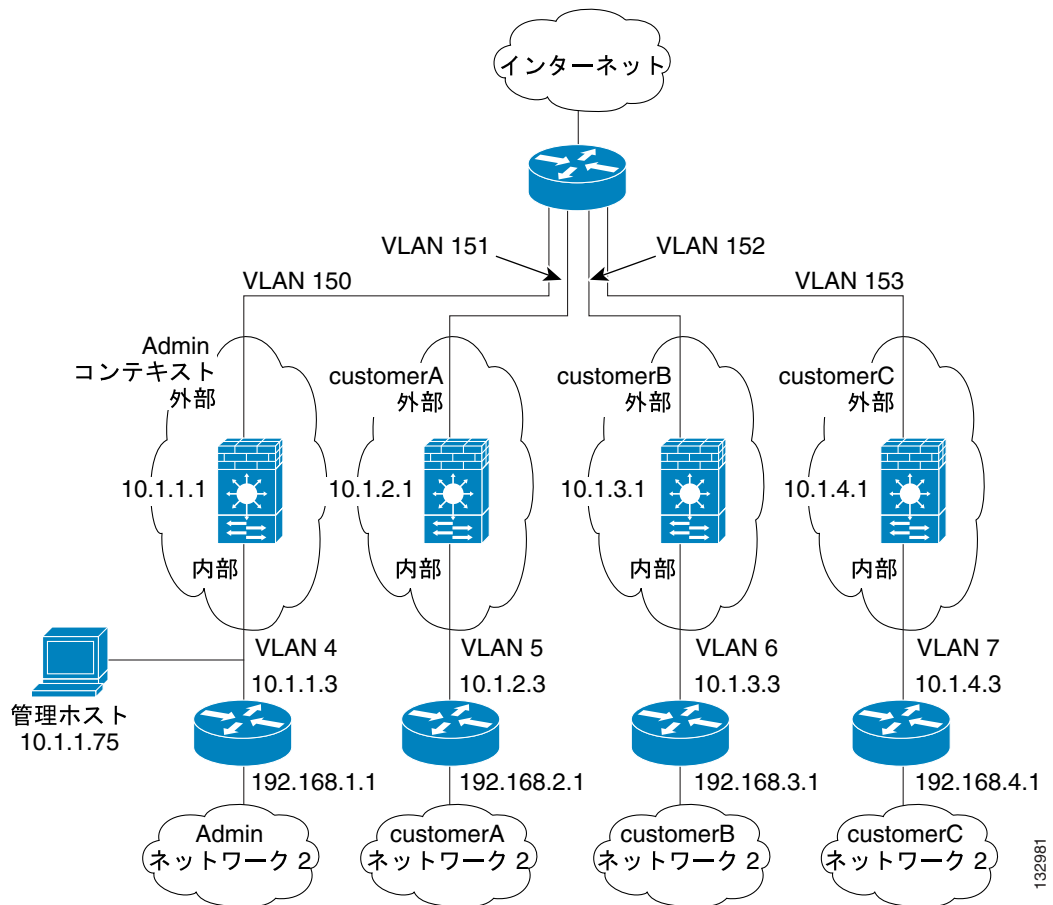 インターネット
VLAN 151
VLAN 152
VLAN 150
VLAN 153
Admin
コンテキスト
外部
customerA
外部
customerB
外部
customerC
外部
10.1.1.1
10.1.2.1
10.1.3.1
10.1.4.1
内部
内部
内部
内部
VLAN 4
VLAN 5
VLAN 6
VLAN 7
10.1.1.3
10.1.2.3
10.1.3.3
10.1.4.3
管理ホスト
10.1.1.75
192.168.1.1
192.168.2.1
192.168.3.1
192.168.4.1
Admin
ネットワーク 2
customerA
ネットワーク 2
customerB
ネットワーク 2
customerC
ネットワーク 2
132981